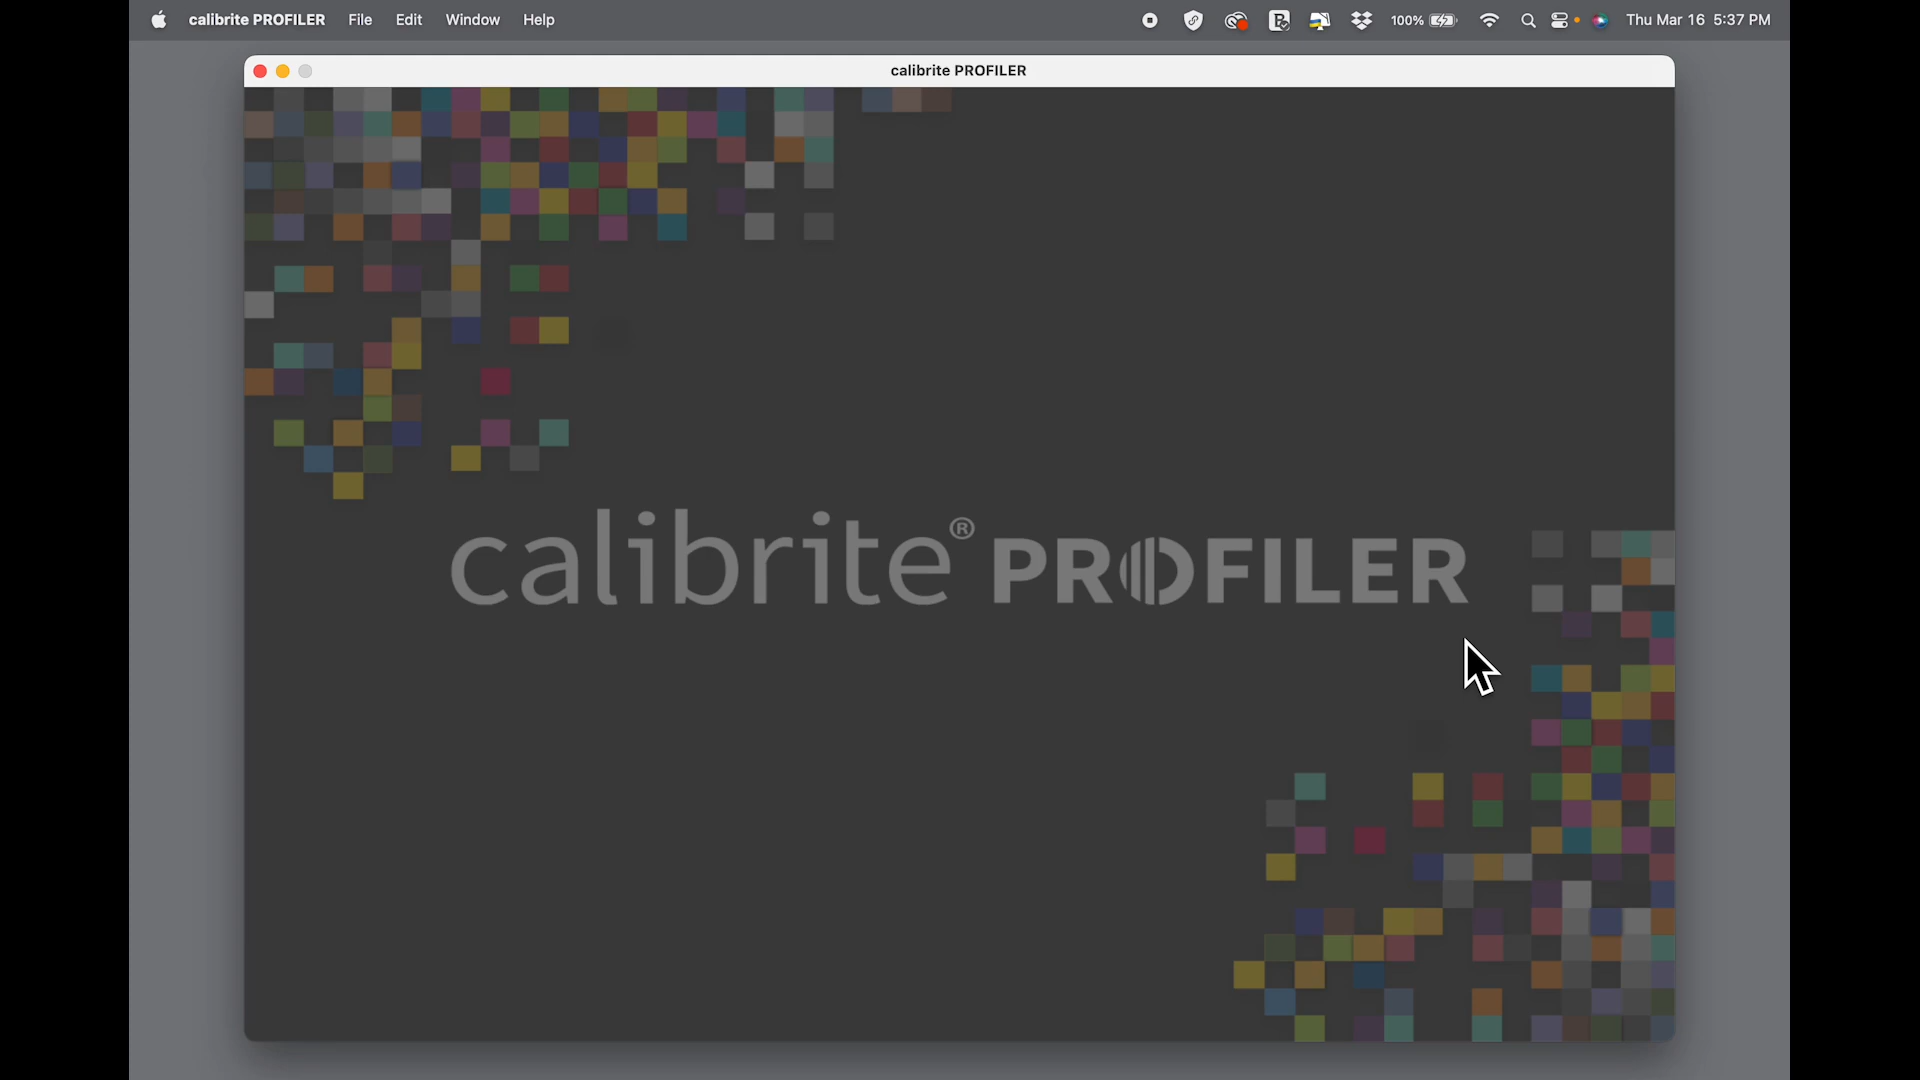 calibrite PROFILER File Edit Window Help 100% Thu Mar 16 5:37 PM
calibrite PROFILER
calibrite® PROFILER